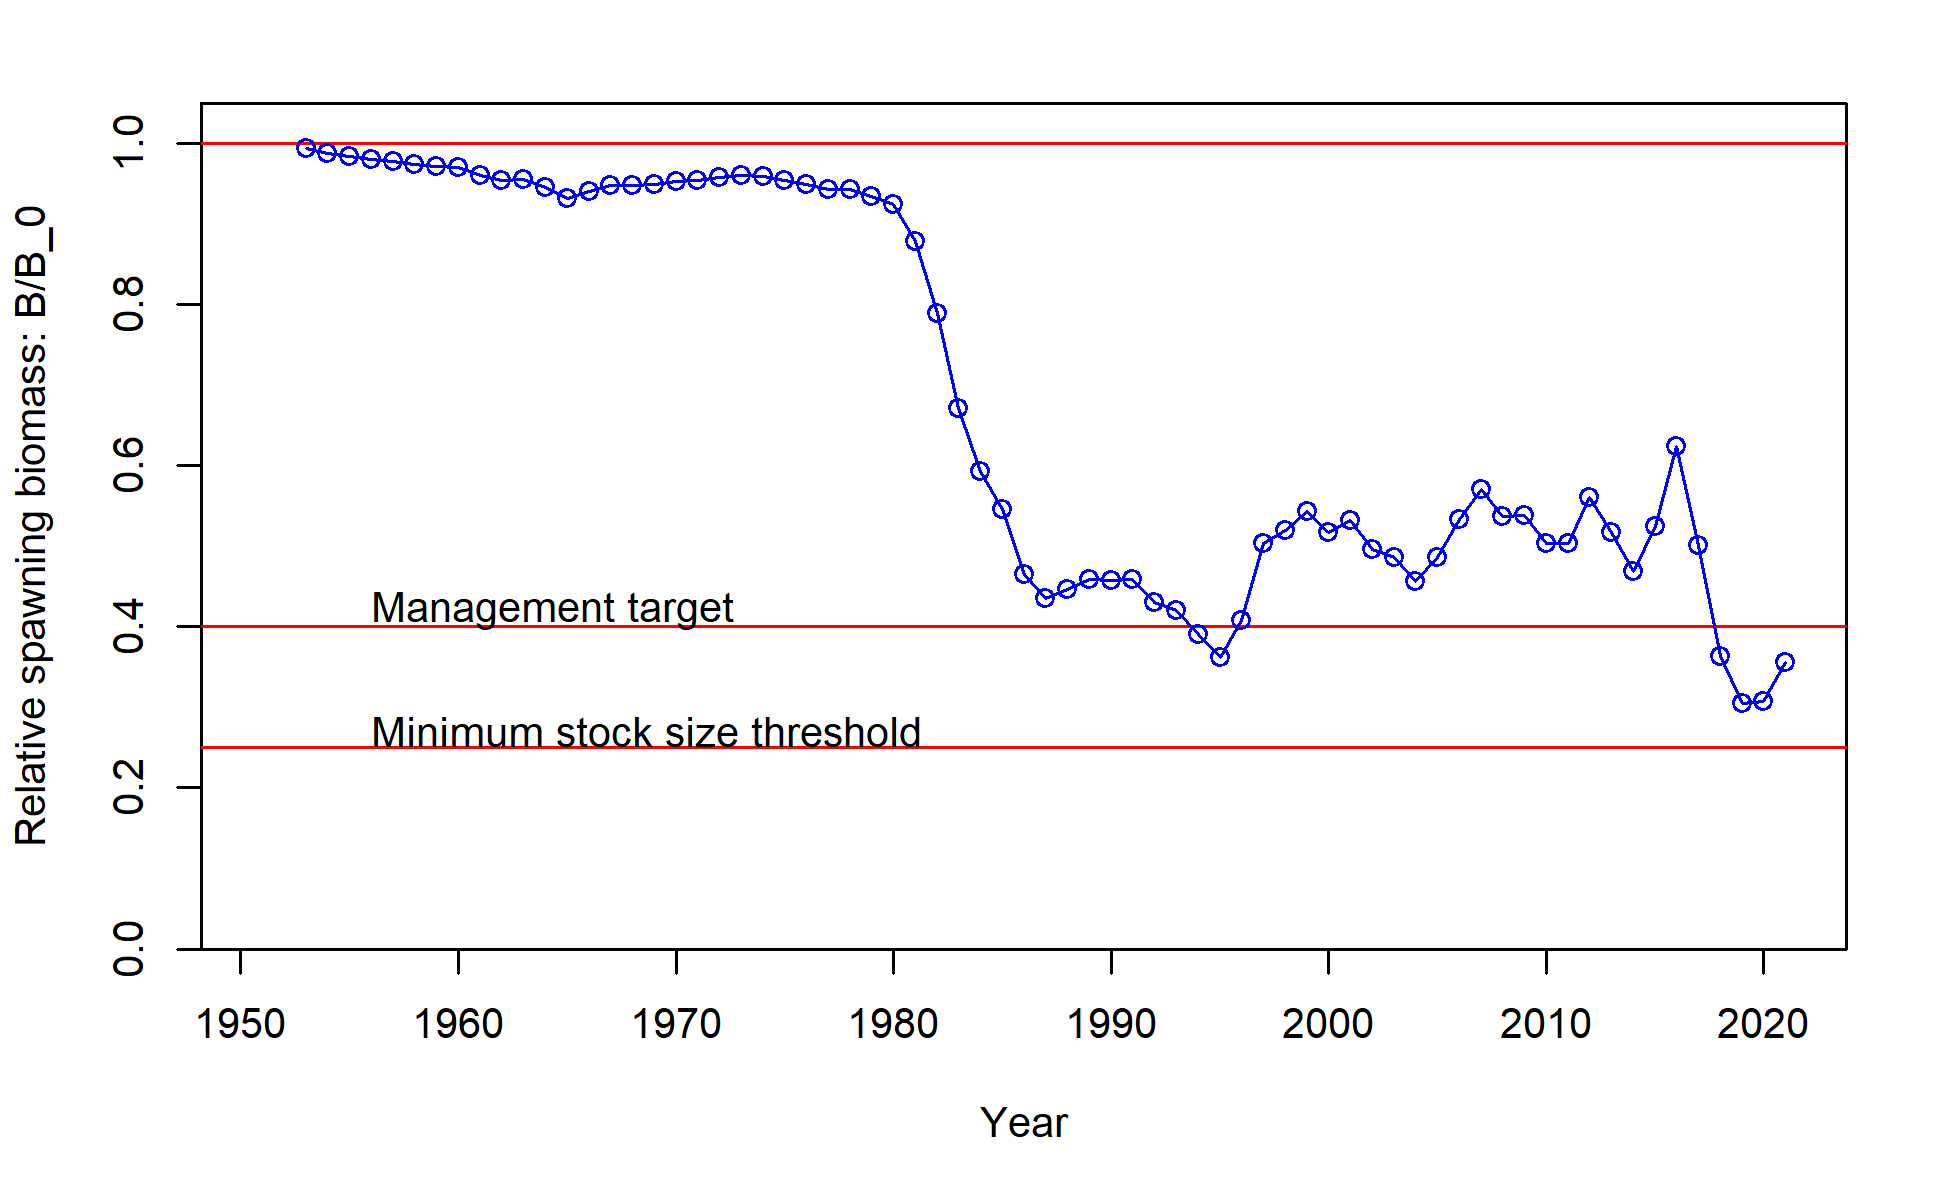 Relative spawning biomass: B/B_0
1.0
0.8
0.6
0.4
0.2
0.0
Management target
Minimum stock size threshold
1950 1960 1970 1980 1990 2000 2010 2020
Year